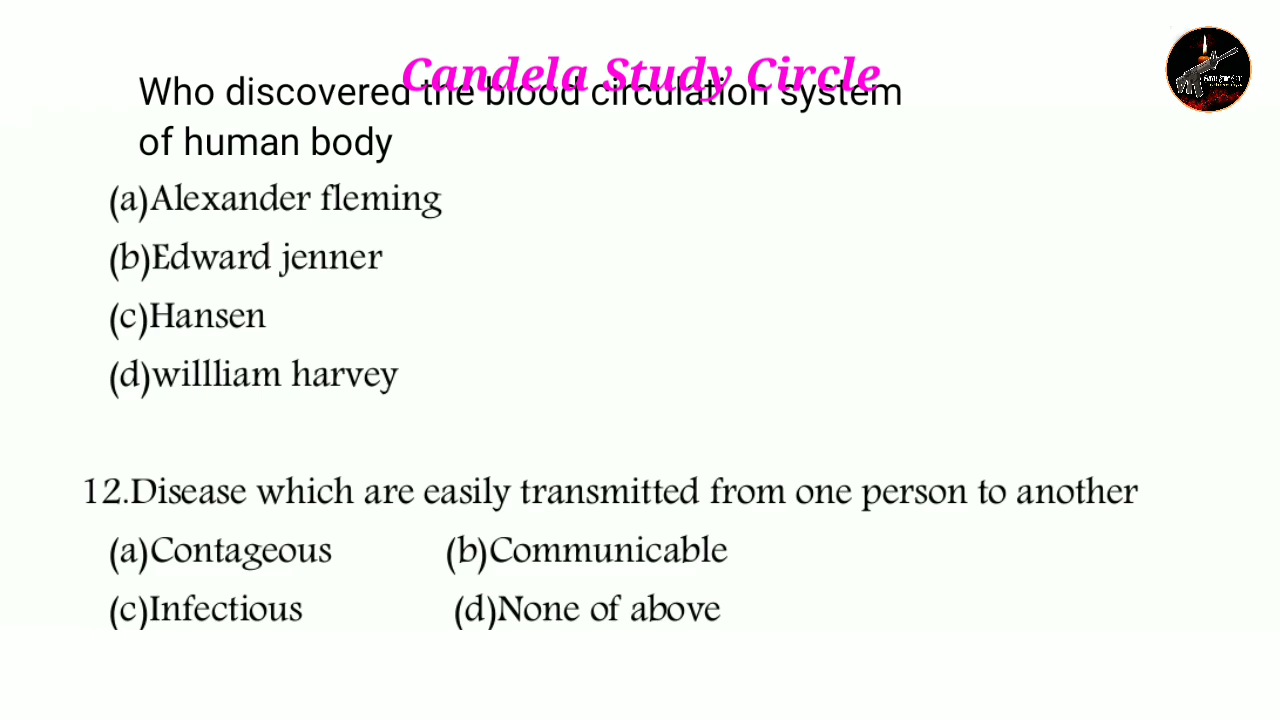 Candela Study Circle
Who discovered the blood circulation system
of human body
(a)Alexander fleming
(b)Edward jenner
(c)Hansen
(d)willliam harvey
12.Disease which are easily transmitted from one person to another
(a)Contageous (b)Communicable
(c)Infectious (d)None of above